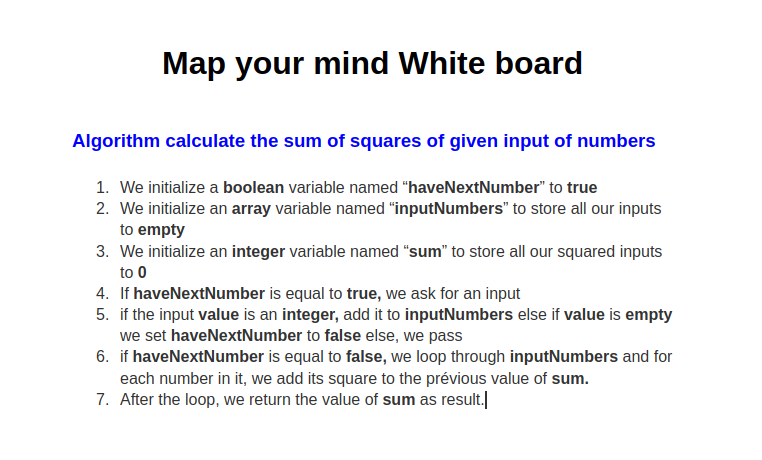 Map your mind White board
Algorithm calculate the sum of squares of given input of numbers
1. We initialize a boolean variable named “haveNextNumber” to true
2. We initialize an array variable named “inputNumbers” to store all our inputs
to empty
3. We initialize an integer variable named “sum” to store all our squared inputs
to 0
4. If haveNextNumber is equal to true, we ask for an input
5. if the input value is an integer, add it to inputNumbers else if value is empty
we set haveNextNumber to false else, we pass
6. if haveNextNumber is equal to false, we loop through inputNumbers and for
each number in it, we add its square to the prévious value of sum.
7. After the loop, we return the value of sum as result.